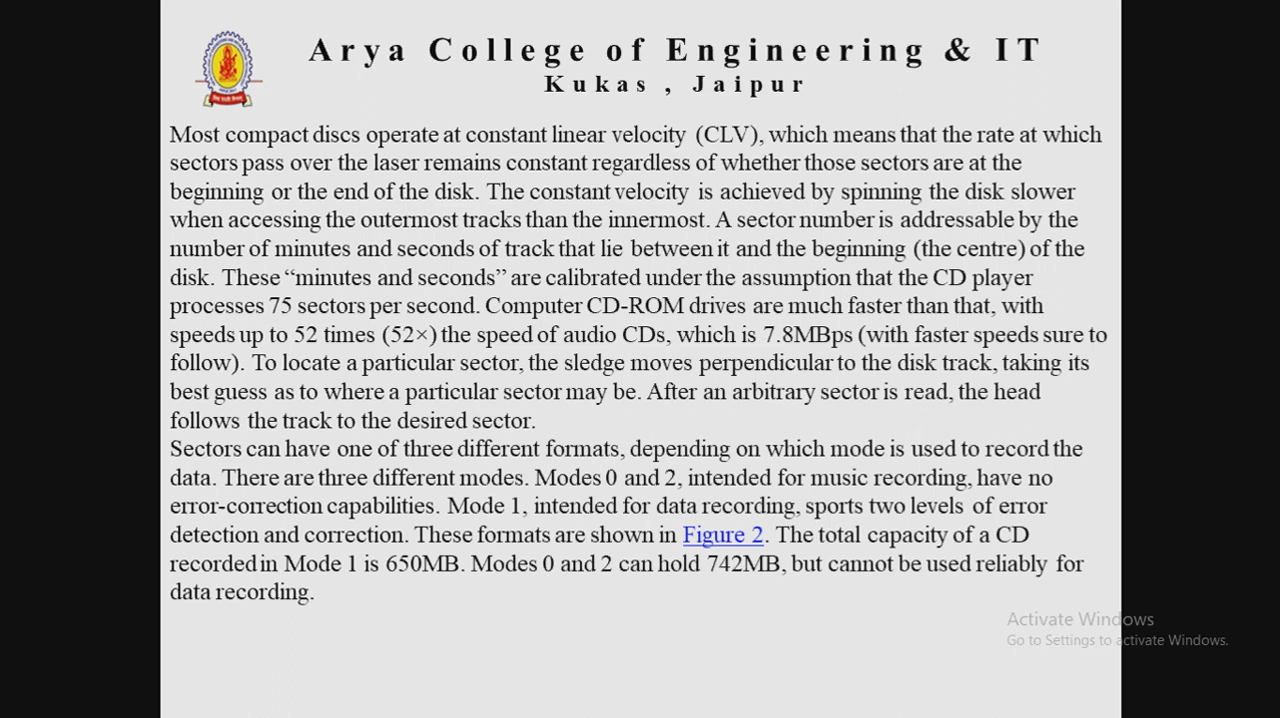 Arya College of Engineering & IT
Kukas , Jaipur
Most compact discs operate at constant linear velocity (CLV), which means that the rate at which
sectors pass over the laser remains constant regardless of whether those sectors are at the
beginning or the end of the disk. The constant velocity is achieved by spinning the disk slower
when accessing the outermost tracks than the innermost. A sector number is addressable by the
number of minutes and seconds of track that lie between it and the beginning (the centre) of the
disk. These “minutes and seconds” are calibrated under the assumption that the CD player
processes 75 sectors per second. Computer CD-ROM drives are much faster than that, with
speeds up to 52 times (52×) the speed of audio CDs, which is 7.8MBps (with faster speeds sure to
follow). To locate a particular sector, the sledge moves perpendicular to the disk track, taking its
best guess as to where a particular sector may be. After an arbitrary sector is read, the head
follows the track to the desired sector.
Sectors can have one of three different formats, depending on which mode is used to record the
data. There are three different modes. Modes 0 and 2, intended for music recording, have no
error-correction capabilities. Mode 1, intended for data recording, sports two levels of error
detection and correction. These formats are shown in Figure 2. The total capacity of a CD
recorded in Mode 1 is 650MB. Modes 0 and 2 can hold 742MB, but cannot be used reliably for
data recording.
Activate Windows
Go to Settings to activate Windows.